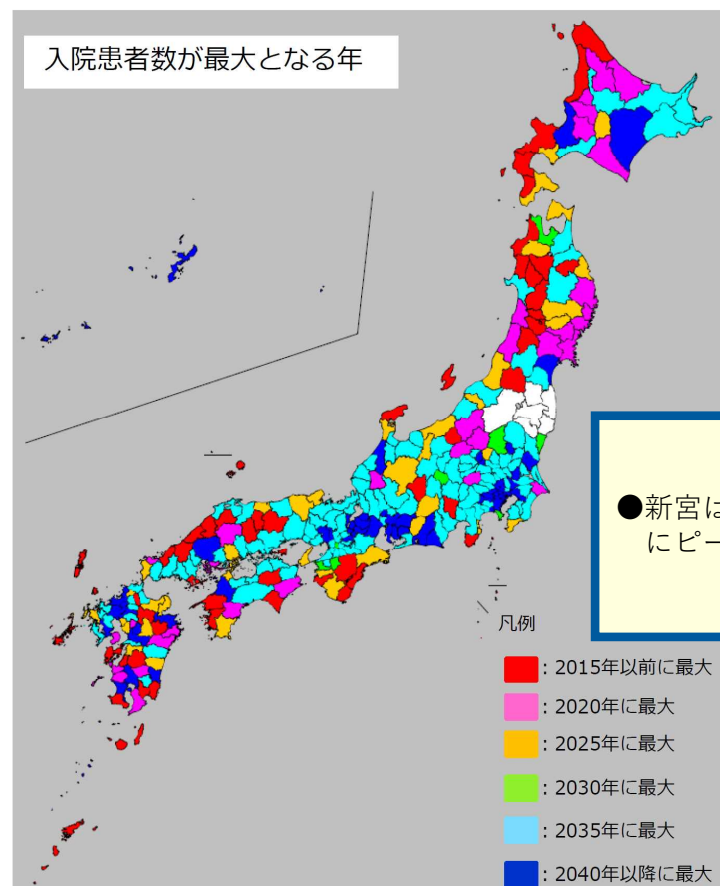 入院患者数が最大となる年
●新宮は
にピー
凡例
：2015年以前に最大
：2020年に最大
：2025年に最大
：2030年に最大
：2035年に最大
：2040年以降に最大